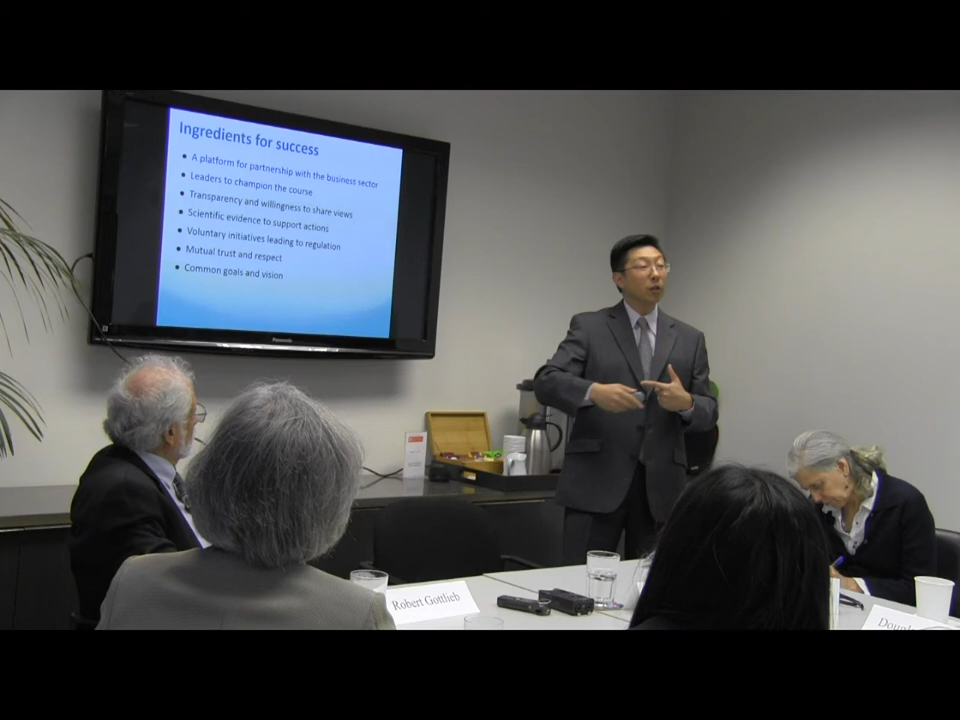 Ingredients for success
• A platform for partnership with the business sector
• Leaders to champion the course
• Transparency and willingness to share views
• Scientific evidence to support actions
• Voluntary initiatives leading to regulation
• Mutual trust and respect
• Common goals and vision
Panasonic
Robert Gottlieb